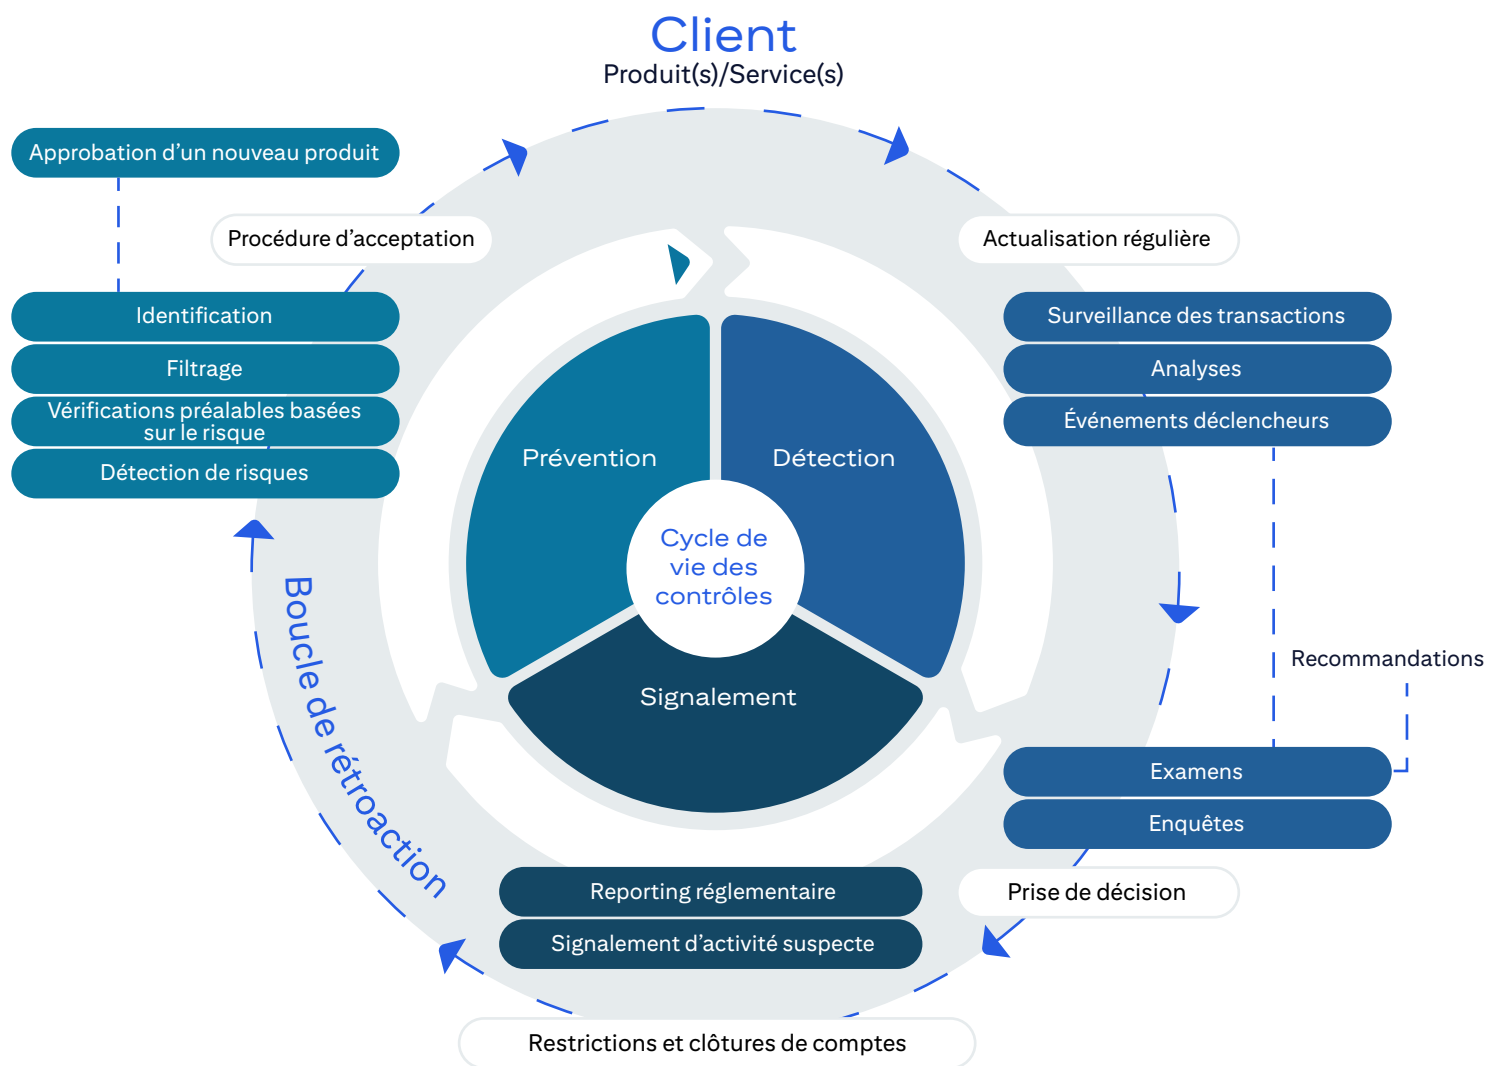 Client
Produit(s)/Service(s)
Approbation d’un nouveau produit
Procédure d’acceptation
Actualisation régulière
Identification
Filtrage
Vérifications préalables basées
sur le risque
Détection de risques
Surveillance des transactions
Analyses
Événements déclencheurs
Prévention
Détection
Cycle de
vie des
contrôles
Signalement
Boucle de rétroaction
Recommandations
Examens
Enquêtes
Prise de décision
Reporting réglementaire
Signalement d’activité suspecte
Restrictions et clôtures de comptes